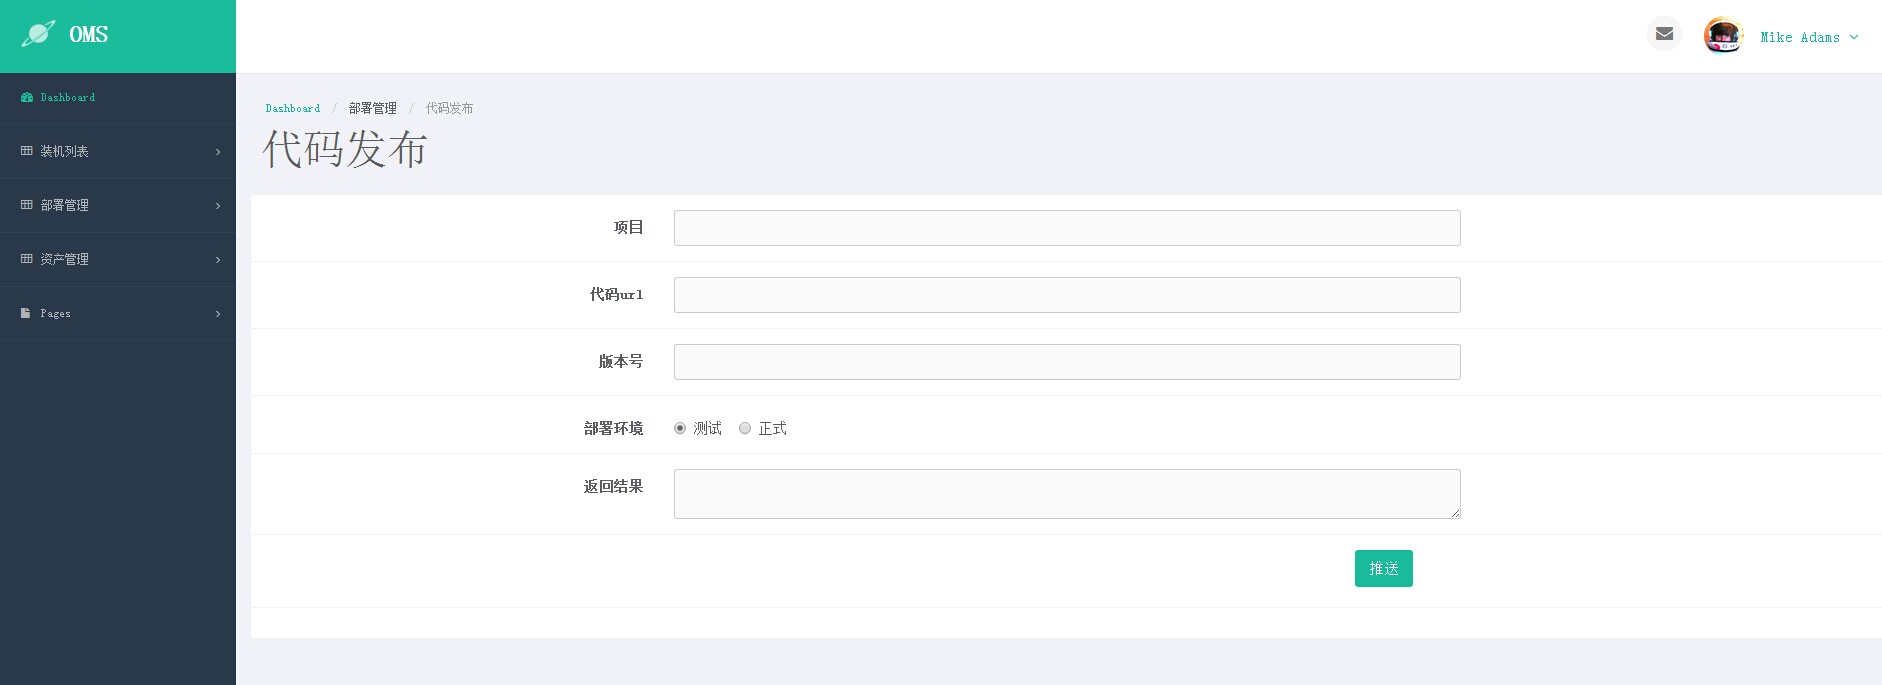 OMS
Mike Adams
Dashboard
装机列表
部署管理
资产管理
Pages
Dashboard / 部署管理 / 代码发布
代码发布
项目
代码url
版本号
部署环境 测试 正式
返回结果
推送